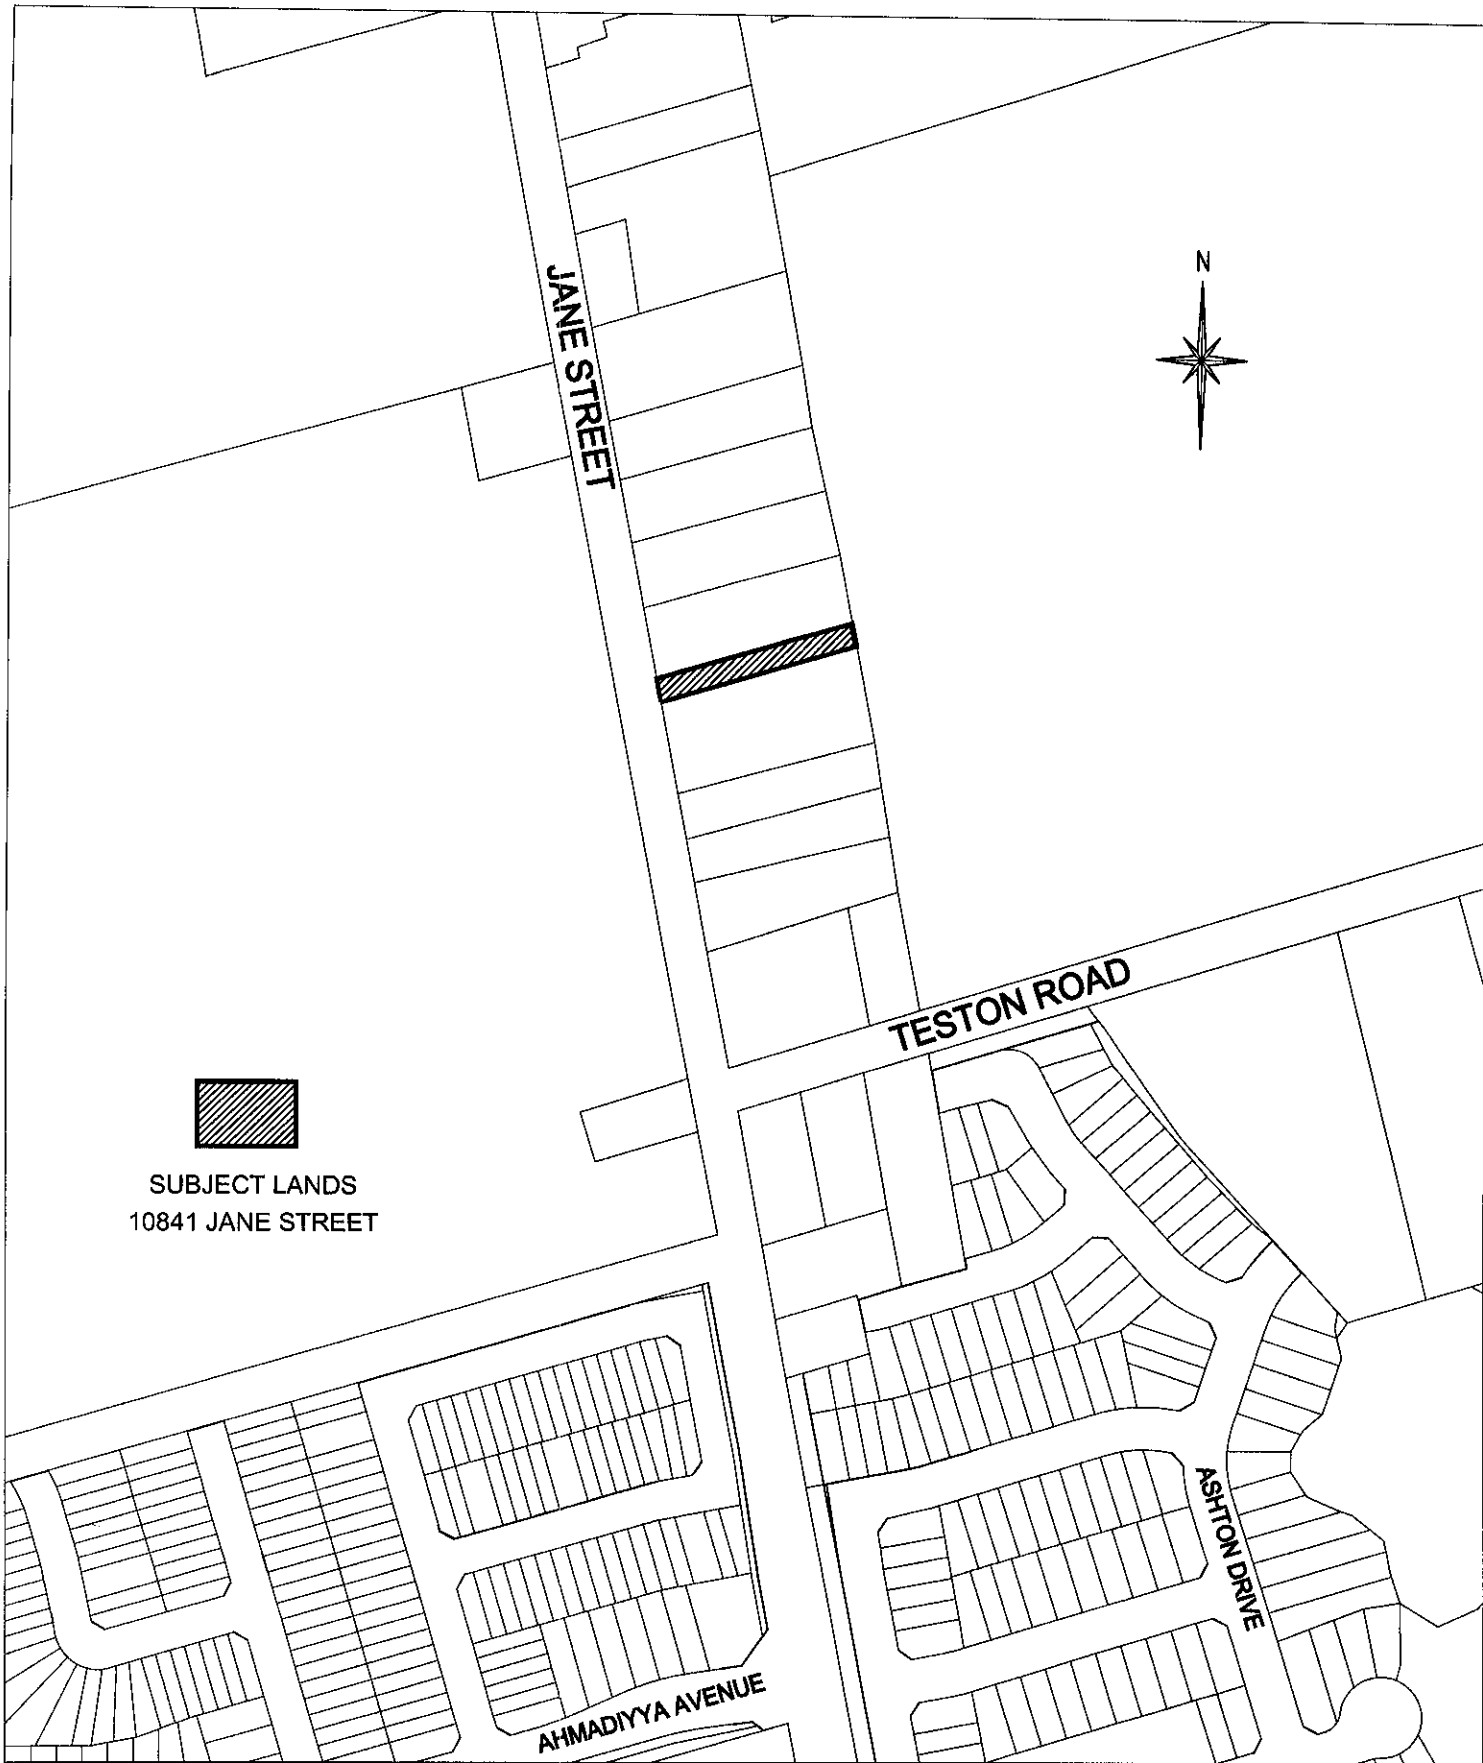 N
JANE STREET
TESTON ROAD
SUBJECT LANDS
10841 JANE STREET
ASHTON DRIVE
AHMADIYYA AVENUE